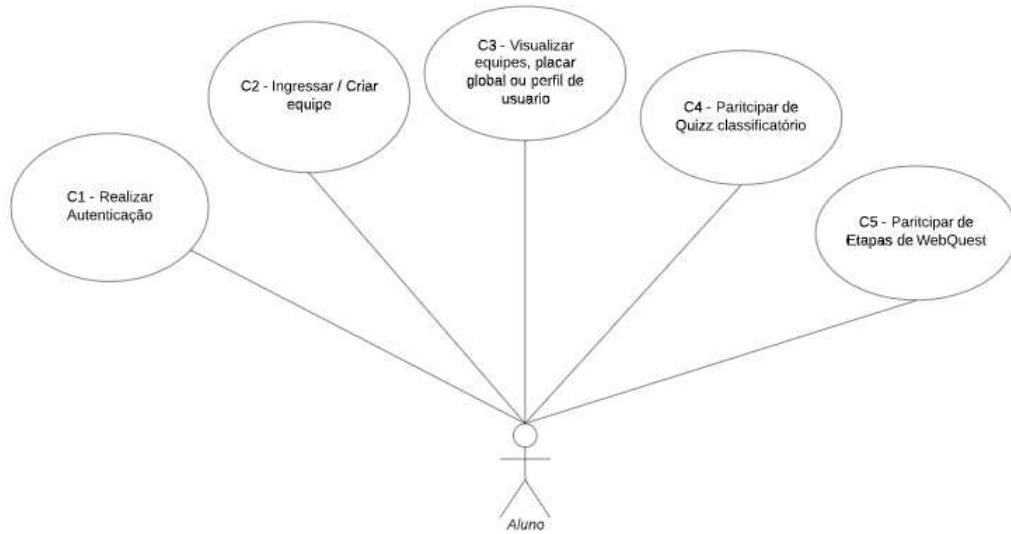 C1 - Realizar
Autenticação
C2 - Ingressar / Criar
equipe
C3 - Visualizar
equipes, placar
global ou perfil de
usuario
C4 - Paritcipar de
Quizz classificatório
C5 - Paritcipar de
Etapas de WebQuest
Aluno